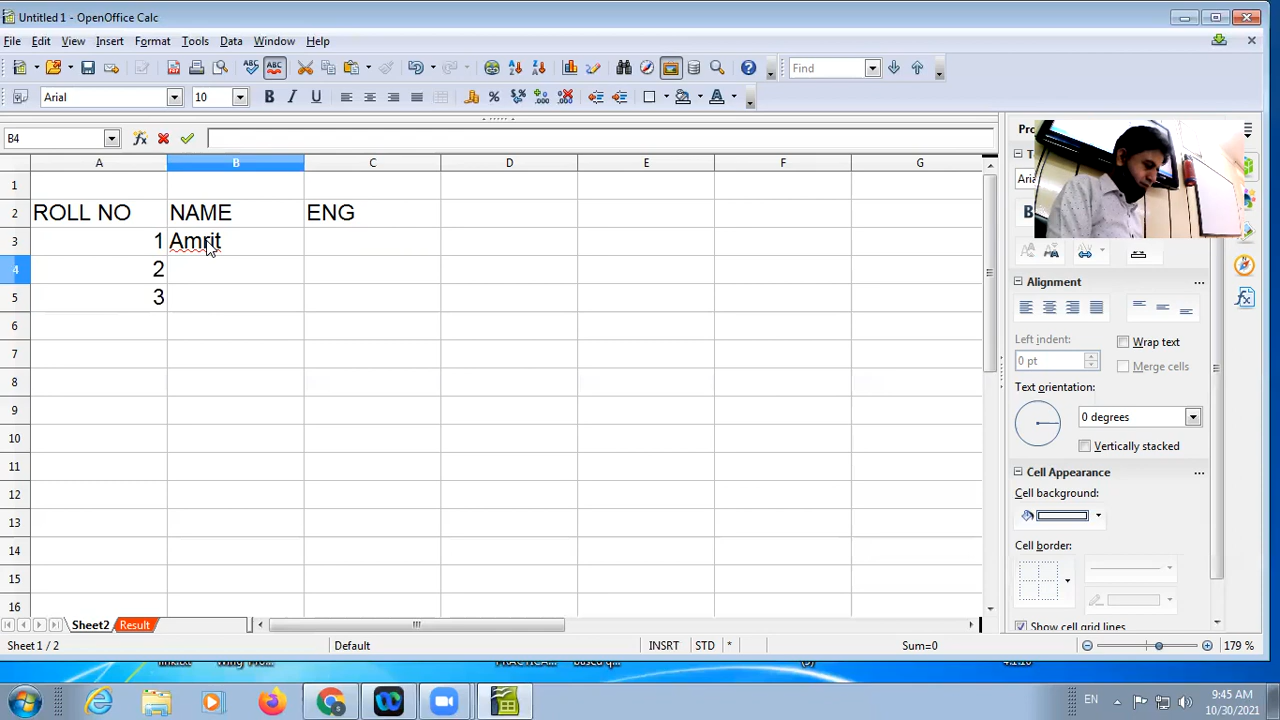 Untitled 1 - OpenOffice Calc
File Edit View Insert Format Tools Data Window Help
Find
Arial 10
B4
A B C D E F G
1
2 ROLL NO NAME ENG
3 1 Amrit
4 2
5 3
6
7
8
9
10
11
12
13
14
15
16
Alignment
Left indent:
0 pt
Wrap text
Merge cells
Text orientation:
0 degrees
Vertically stacked
Cell Appearance
Cell background:
Cell border:
Show cell grid lines
Sheet2 Result
Sheet 1 / 2 Default INSRT STD * Sum=0 179 %
EN
9:45 AM
10/30/2021